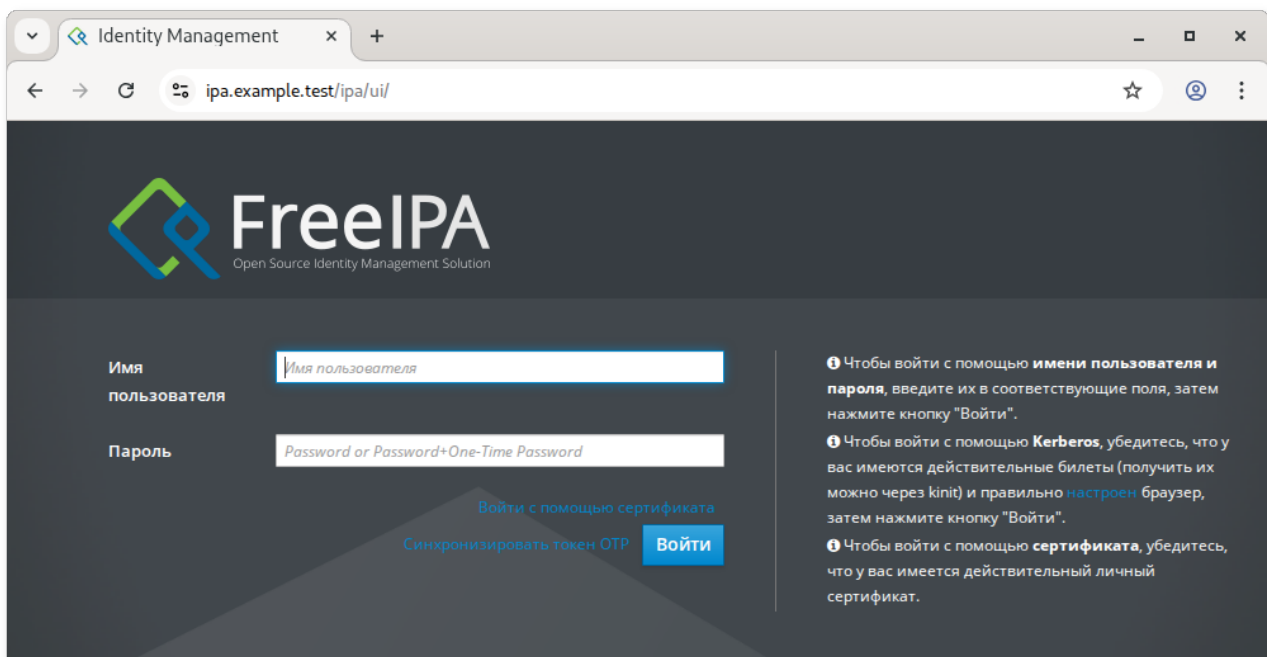 Identity Management
ipa.example.test/ipa/ui/
FreeIPA
Open Source Identity Management Solution
Имя
пользователя
Имя пользователя
Пароль
Password or Password+One-Time Password
Войти с помощью сертификата
Синхронизировать токен OTP
Войти
Чтобы войти с помощью имени пользователя и
пароля, введите их в соответствующие поля, затем
нажмите кнопку "Войти".
Чтобы войти с помощью Kerberos, убедитесь, что у
вас имеются действительные билеты (получить их
можно через kinit) и правильно настроен браузер,
затем нажмите кнопку "Войти".
Чтобы войти с помощью сертификата, убедитесь,
что у вас имеется действительный личный
сертификат.